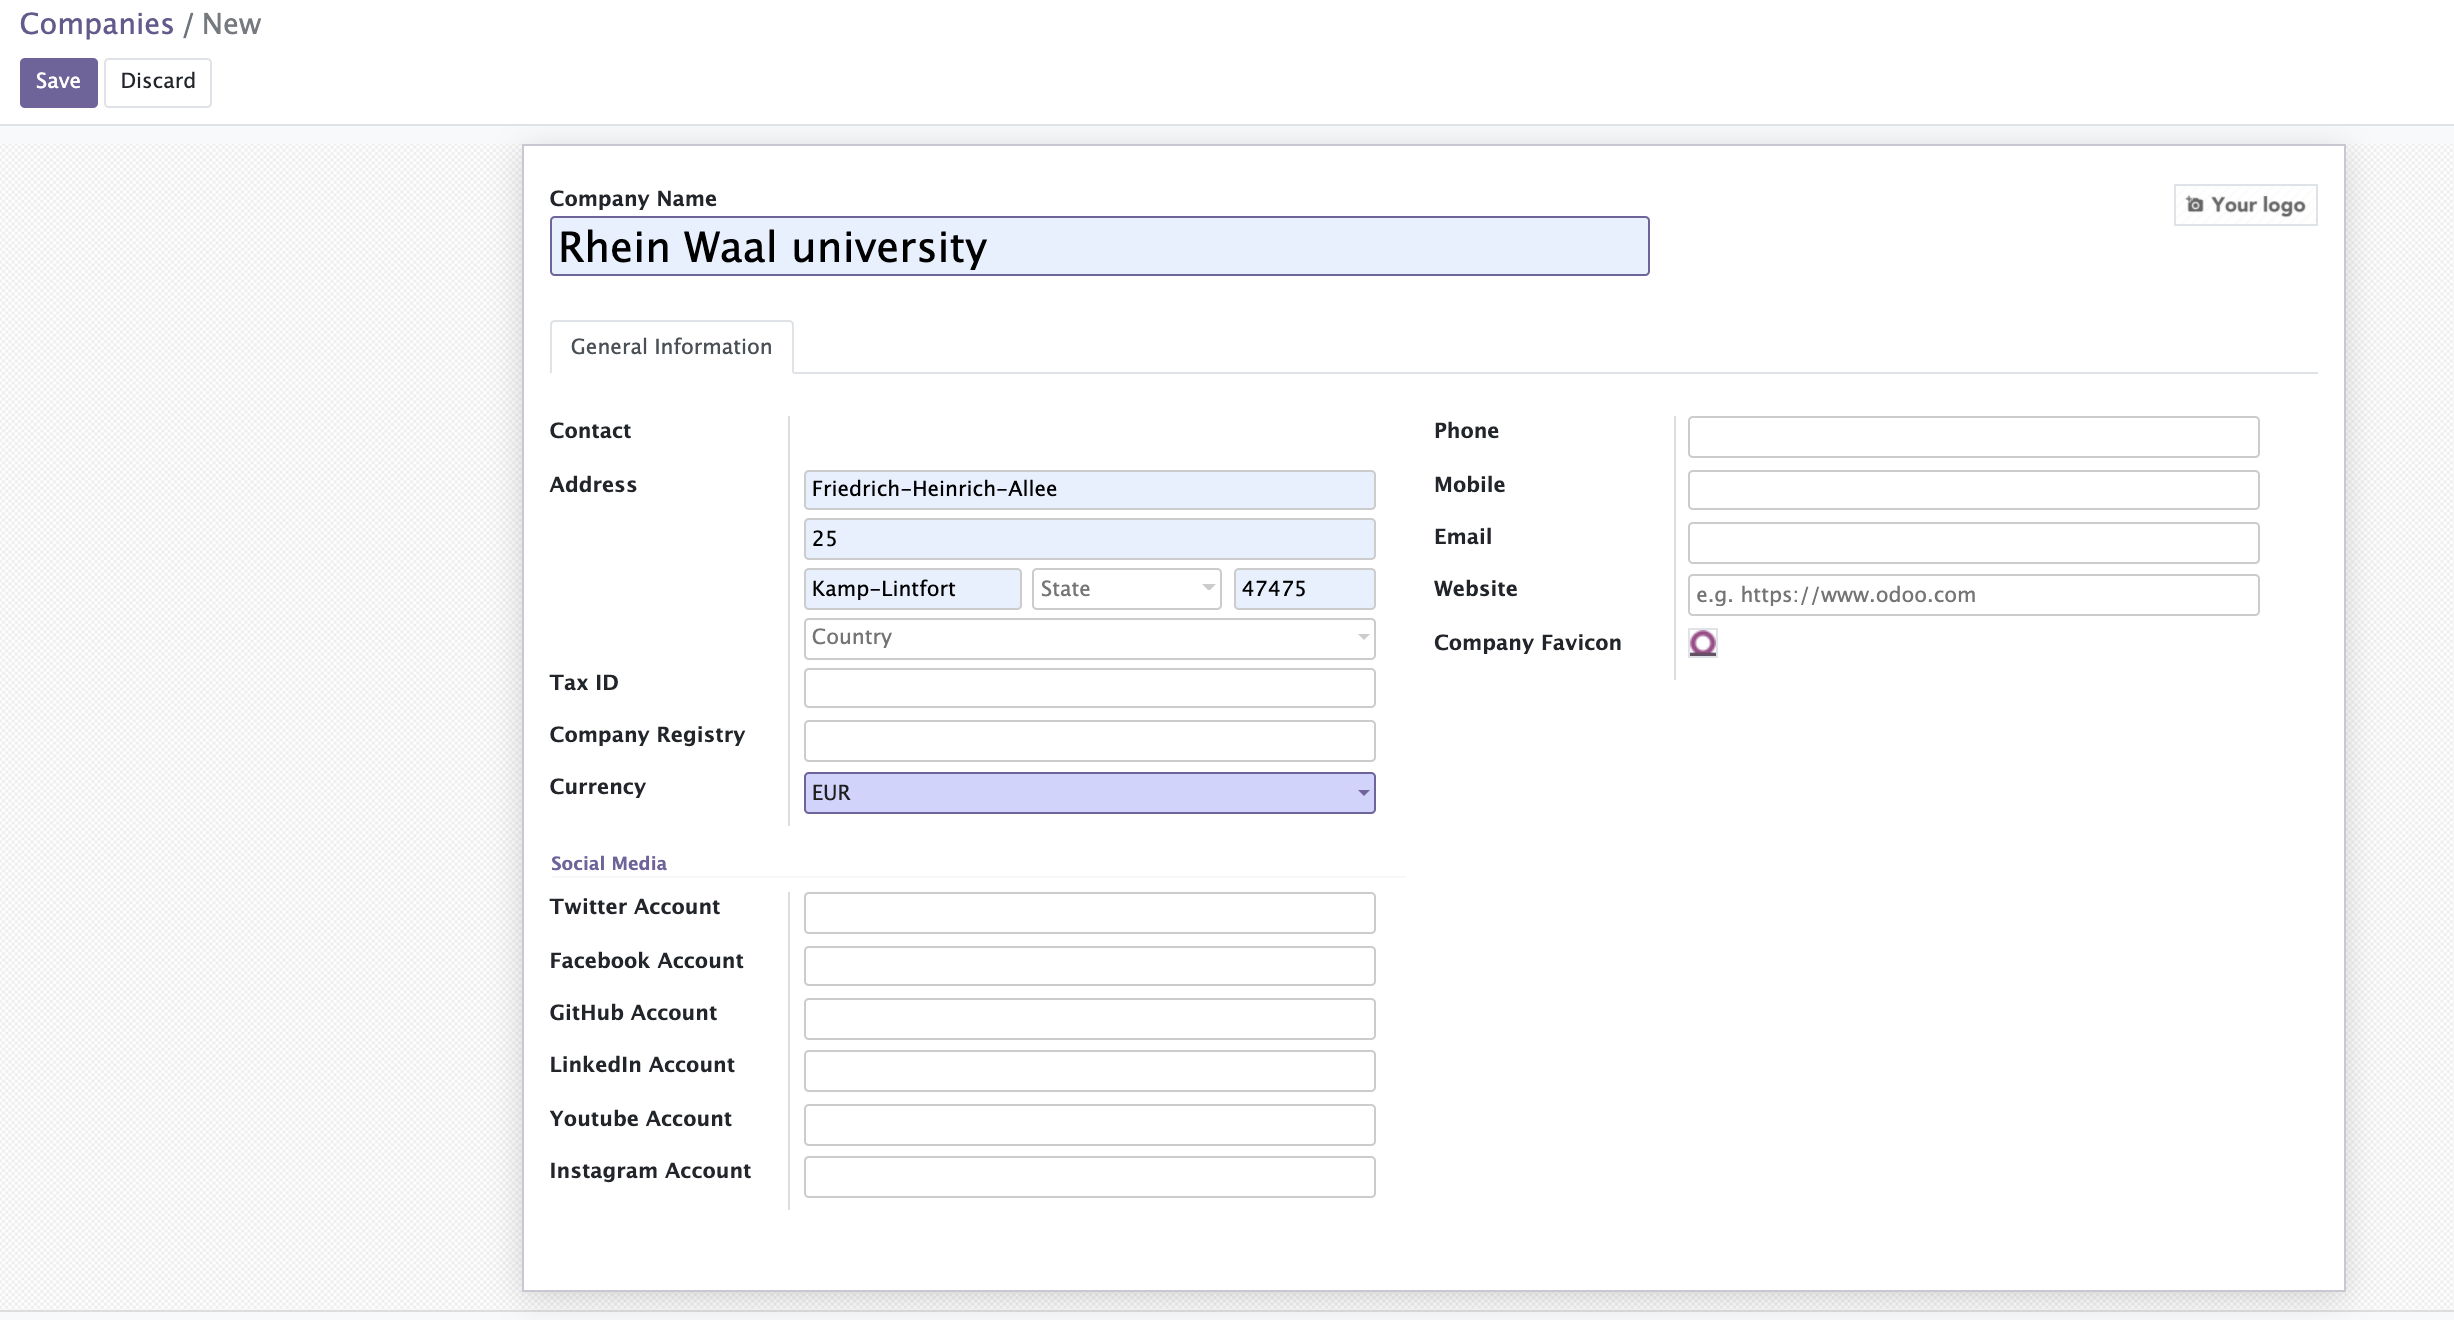 Companies / New
Save Discard
Company Name
Your logo
Rhein Waal university
General Information
Contact
Address
Friedrich-Heinrich-Allee
25
Kamp-Lintfort State 47475
Country
Tax ID
Company Registry
Currency EUR
Phone
Mobile
Email
Website e.g. https://www.odoo.com
Company Favicon
Social Media
Twitter Account
Facebook Account
GitHub Account
LinkedIn Account
Youtube Account
Instagram Account